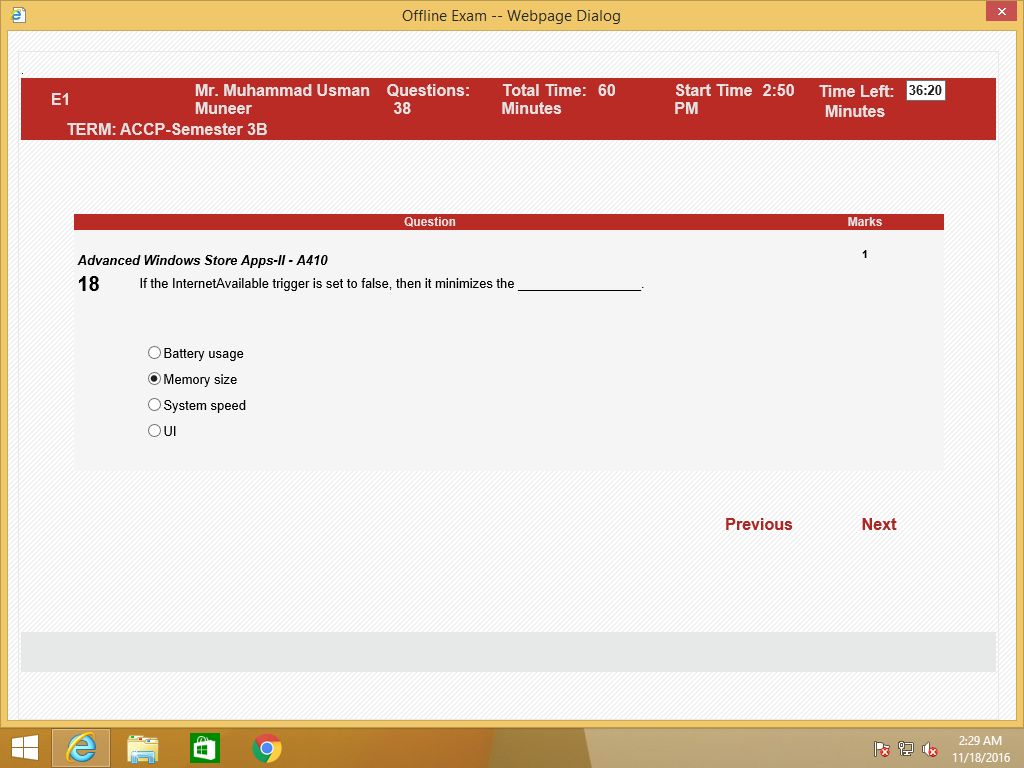 Offline Exam -- Webpage Dialog
.
E1
Mr. Muhammad Usman Muneer
Questions: 38
Total Time: 60 Minutes
Start Time 2:50 PM
Time Left: 36:20 Minutes
TERM: ACCP-Semester 3B
Question Marks
Advanced Windows Store Apps-II - A410 1
18 If the InternetAvailable trigger is set to false, then it minimizes the _________________.
Battery usage
Memory size
System speed
UI
Previous Next
2:29 AM
11/18/2016